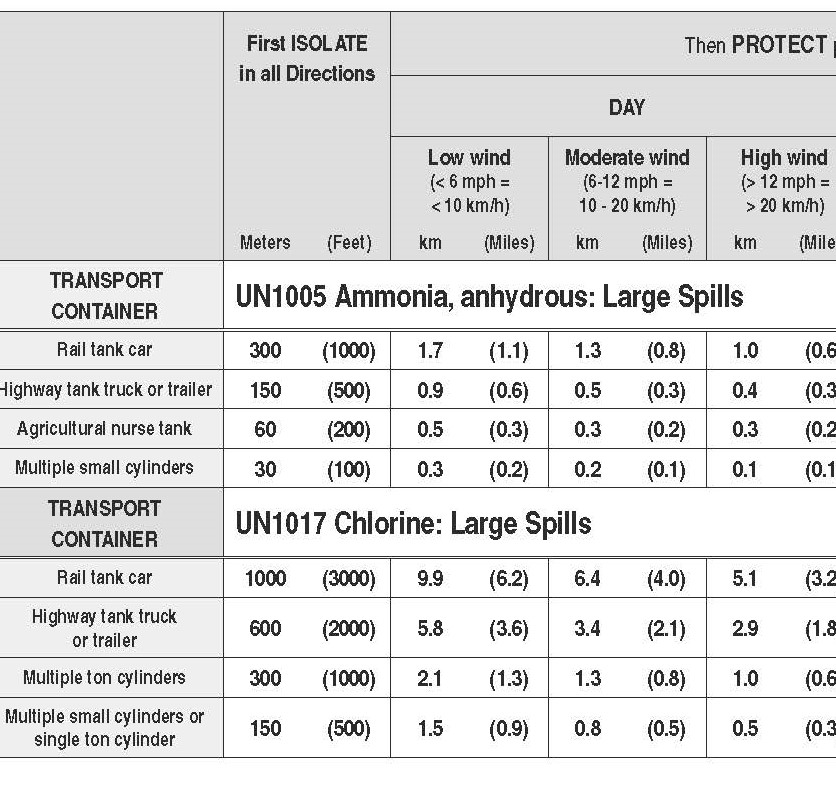 First ISOLATE
in all Directions
Then PROTECT
DAY
Low wind
(< 6 mph =
< 10 km/h)
Moderate wind
(6-12 mph =
10 - 20 km/h)
High wind
(> 12 mph =
> 20 km/h)
Meters (Feet) km (Miles) km (Miles) km (Mile
TRANSPORT
CONTAINER
UN1005 Ammonia, anhydrous: Large Spills
Rail tank car 300 (1000) 1.7 (1.1) 1.3 (0.8) 1.0 (0.6
Highway tank truck or trailer 150 (500) 0.9 (0.6) 0.5 (0.3) 0.4 (0.3
Agricultural nurse tank 60 (200) 0.5 (0.3) 0.3 (0.2) 0.3 (0.2
Multiple small cylinders 30 (100) 0.3 (0.2) 0.2 (0.1) 0.1 (0.1
TRANSPORT
CONTAINER
UN1017 Chlorine: Large Spills
Rail tank car 1000 (3000) 9.9 (6.2) 6.4 (4.0) 5.1 (3.2
Highway tank truck
or trailer
600 (2000) 5.8 (3.6) 3.4 (2.1) 2.9 (1.8
Multiple ton cylinders 300 (1000) 2.1 (1.3) 1.3 (0.8) 1.0 (0.6
Multiple small cylinders or
single ton cylinder
150 (500) 1.5 (0.9) 0.8 (0.5) 0.5 (0.3